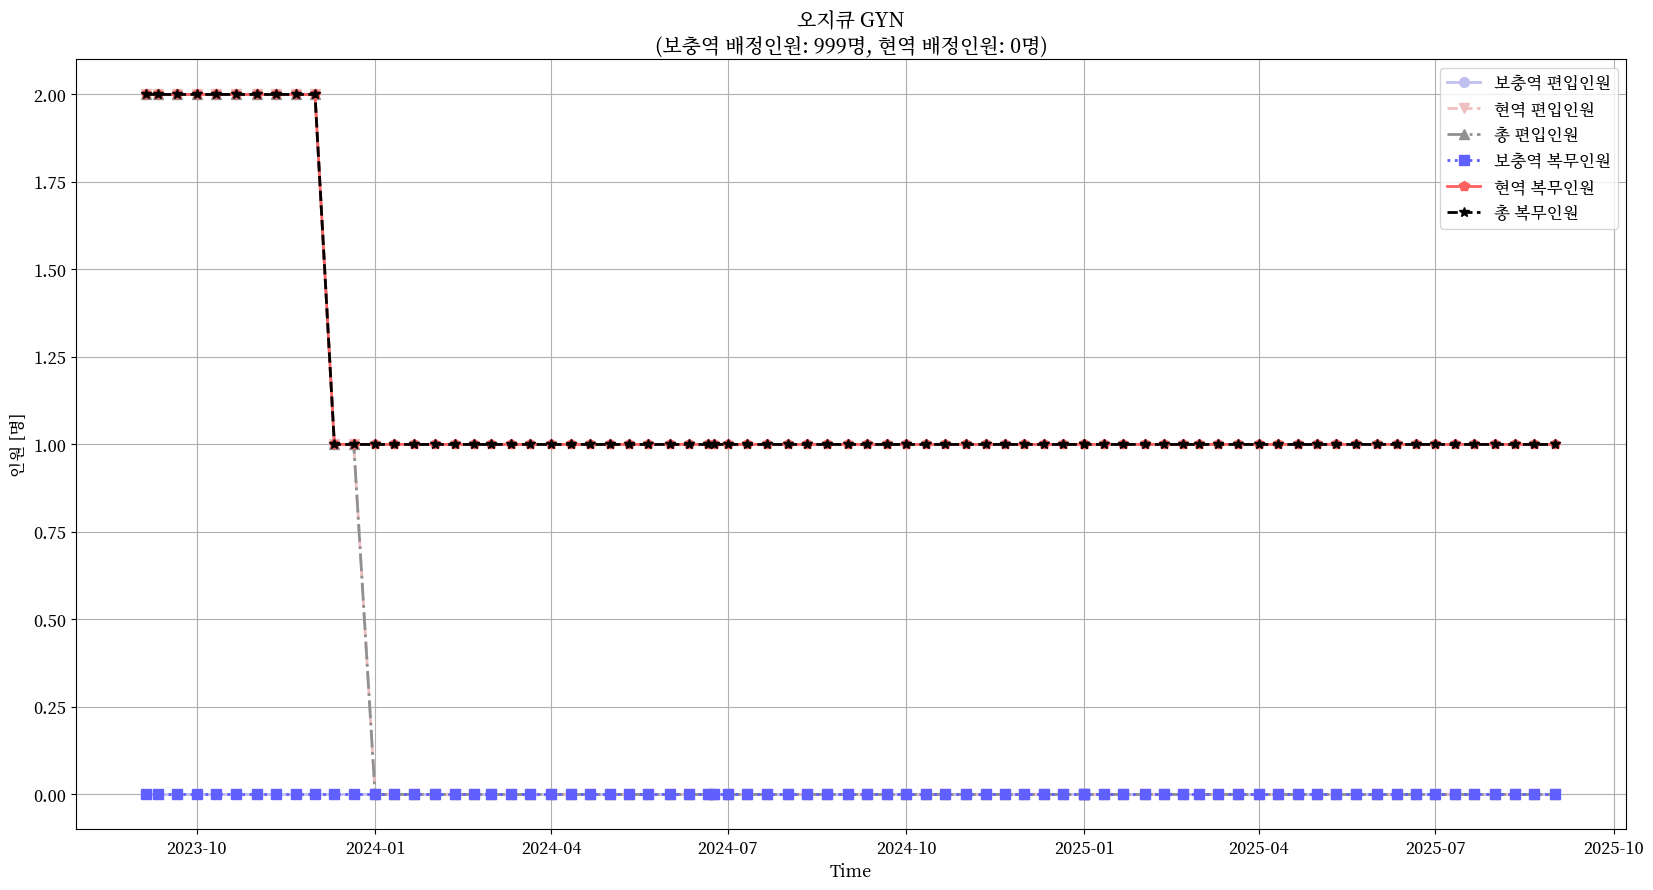 오지큐 GYN
(보충역 배정인원: 999명, 현역 배정인원: 0명)
보충역 편입인원
현역 편입인원
총 편입인원
보충역 복무인원
현역 복무인원
총 복무인원
인원 [명]
2.00
1.75
1.50
1.25
1.00
0.75
0.50
0.25
0.00
2023-10
2024-01
2024-04
2024-07
2024-10
2025-01
2025-04
2025-07
2025-10
Time